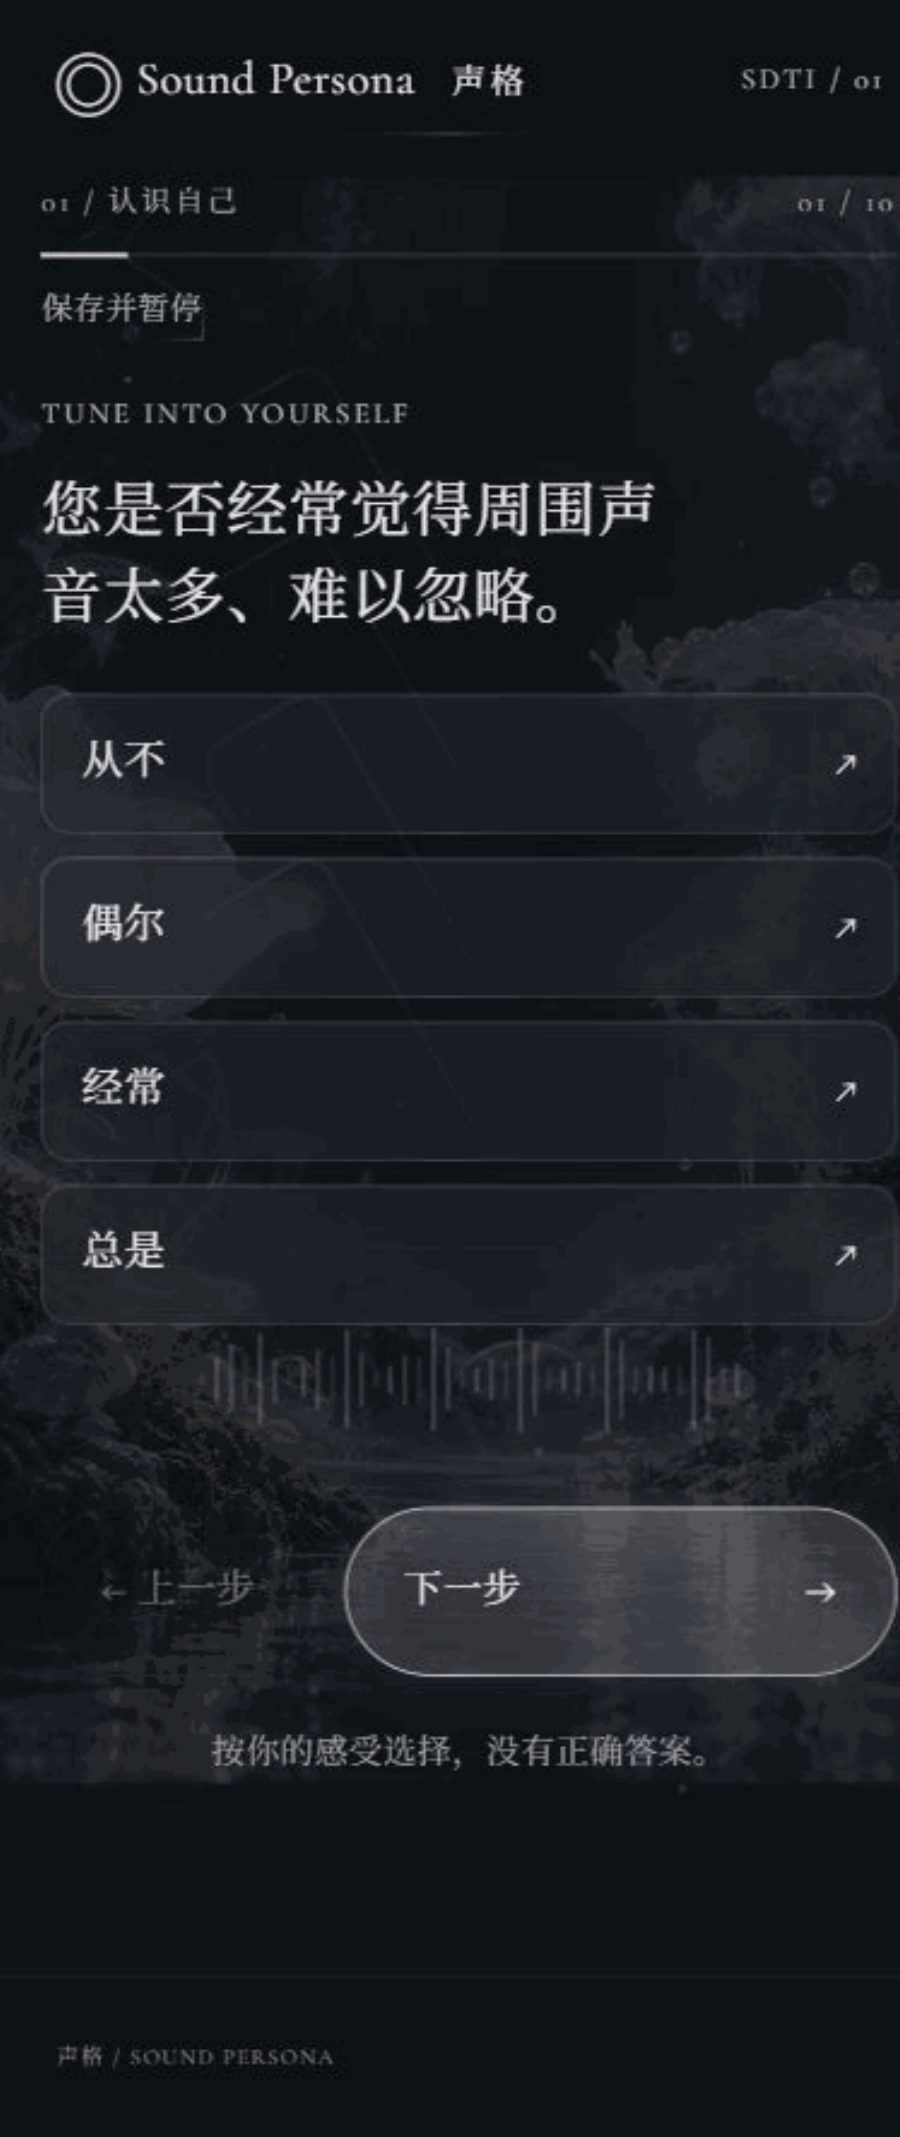 Sound Persona 声格 SDTI / 01
01 / 认识自己 01 / 10
保存并暂停
TUNE INTO YOURSELF
您是否经常觉得周围声
音太多、难以忽略。
从不 ↗
偶尔 ↗
经常 ↗
总是 ↗
← 上一步 下一步 →
按你的感受选择，没有正确答案。
声格 / SOUND PERSONA